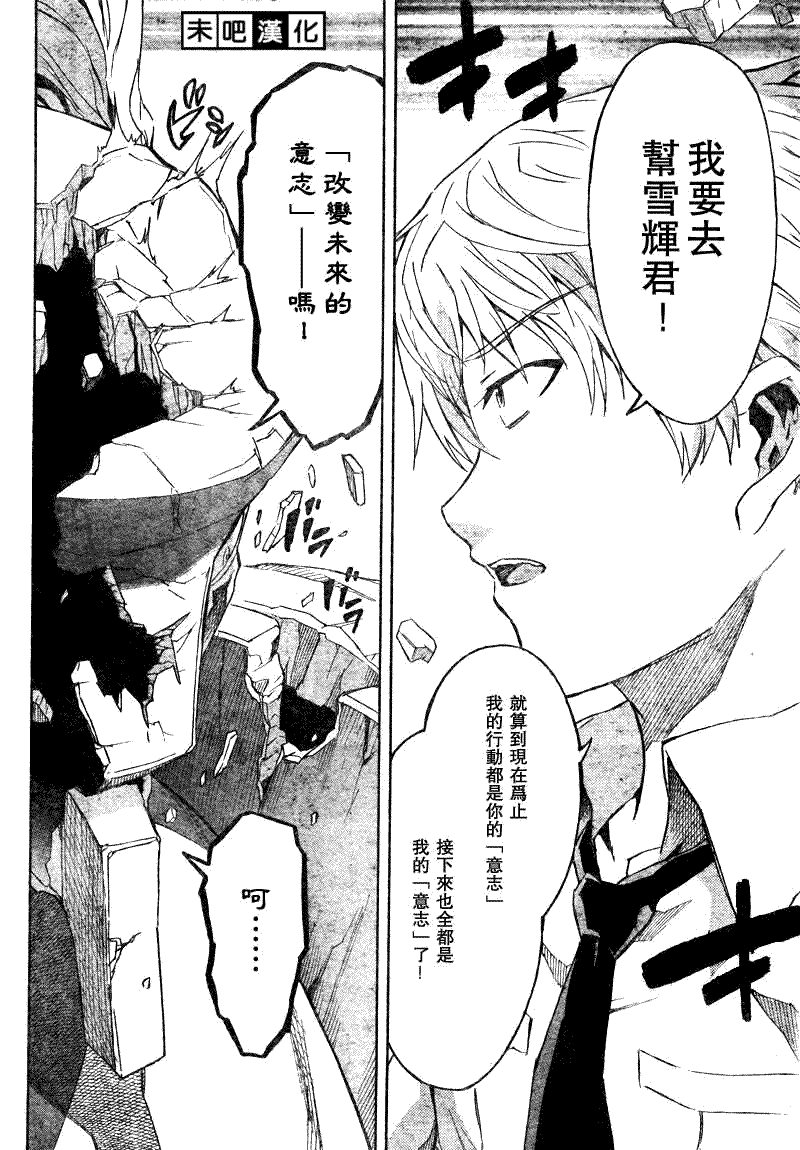 我要去
幫雪輝君！
就算到現在爲止
我的行動都是你的「意志」
接下來也全都是
我的「意志」了！
未吧漢化
「改變未來的
意志」——嗎！
呵……